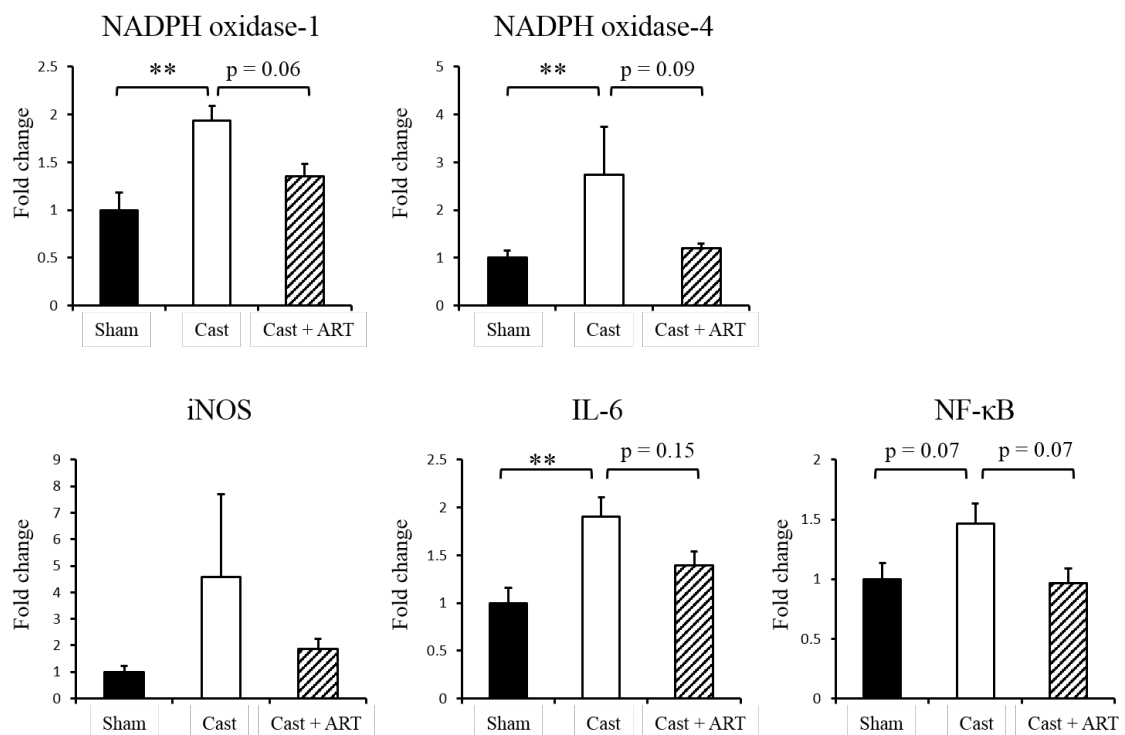 NADPH oxidase-1
** p = 0.06
Fold change
2.5
2
1.5
1
0.5
0
Sham Cast Cast + ART
NADPH oxidase-4
** p = 0.09
Fold change
5
4
3
2
1
0
Sham Cast Cast + ART
iNOS
Fold change
9
8
7
6
5
4
3
2
1
0
Sham Cast Cast + ART
IL-6
** p = 0.15
Fold change
2.5
2
1.5
1
0.5
0
Sham Cast Cast + ART
NF-κB
p = 0.07 p = 0.07
Fold change
2
1.5
1
0.5
0
Sham Cast Cast + ART